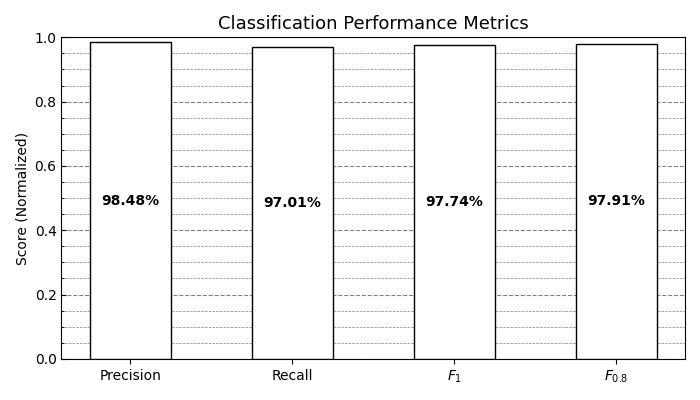 Classification Performance Metrics
Score (Normalized)
1.0
0.8
0.6
0.4
0.2
0.0
98.48%
97.01%
97.74%
97.91%
Precision
Recall
F₁
F₀.₈